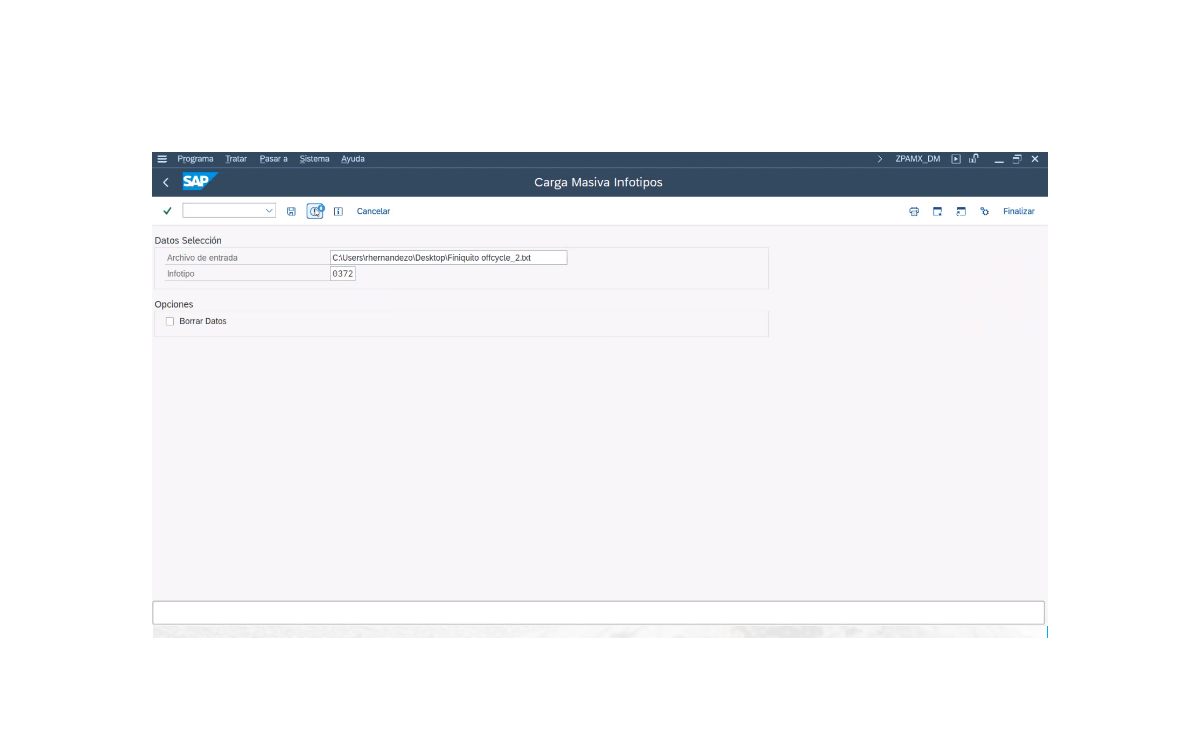 Programa Tratar Pasar a Sistema Ayuda ZPAMX_DM
SAP Carga Masiva Infotipos
Cancelar Finalizar
Datos Selección
Archivo de entrada C:\Users\rhernandezo\Desktop\Finiquito offcycle_2.txt
Infotipo 0372
Opciones
Borrar Datos